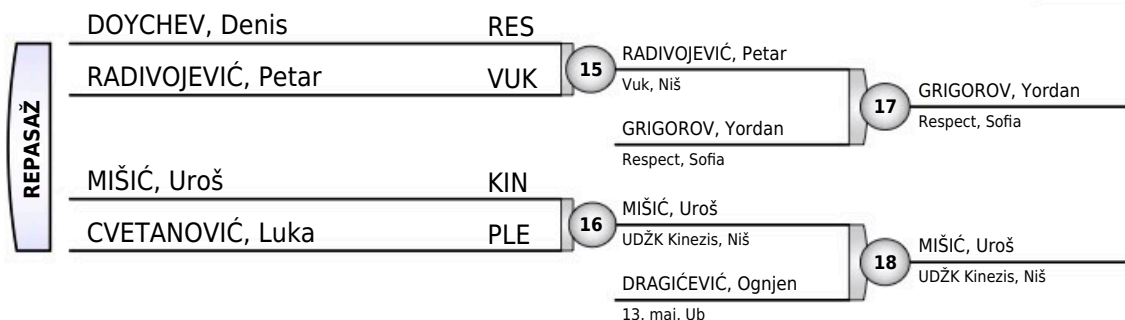 REPASAŽ
DOYCHEV, Denis RES
RADIVOJEVIĆ, Petar VUK
MIŠIĆ, Uroš KIN
CVETANOVIĆ, Luka PLE
15
RADIVOJEVIĆ, Petar
Vuk, Niš
GRIGOROV, Yordan
Respect, Sofia
16
MIŠIĆ, Uroš
UDŽK Kinezis, Niš
DRAGIĆEVIĆ, Ognjen
13. maj, Ub
17
GRIGOROV, Yordan
Respect, Sofia
18
MIŠIĆ, Uroš
UDŽK Kinezis, Niš